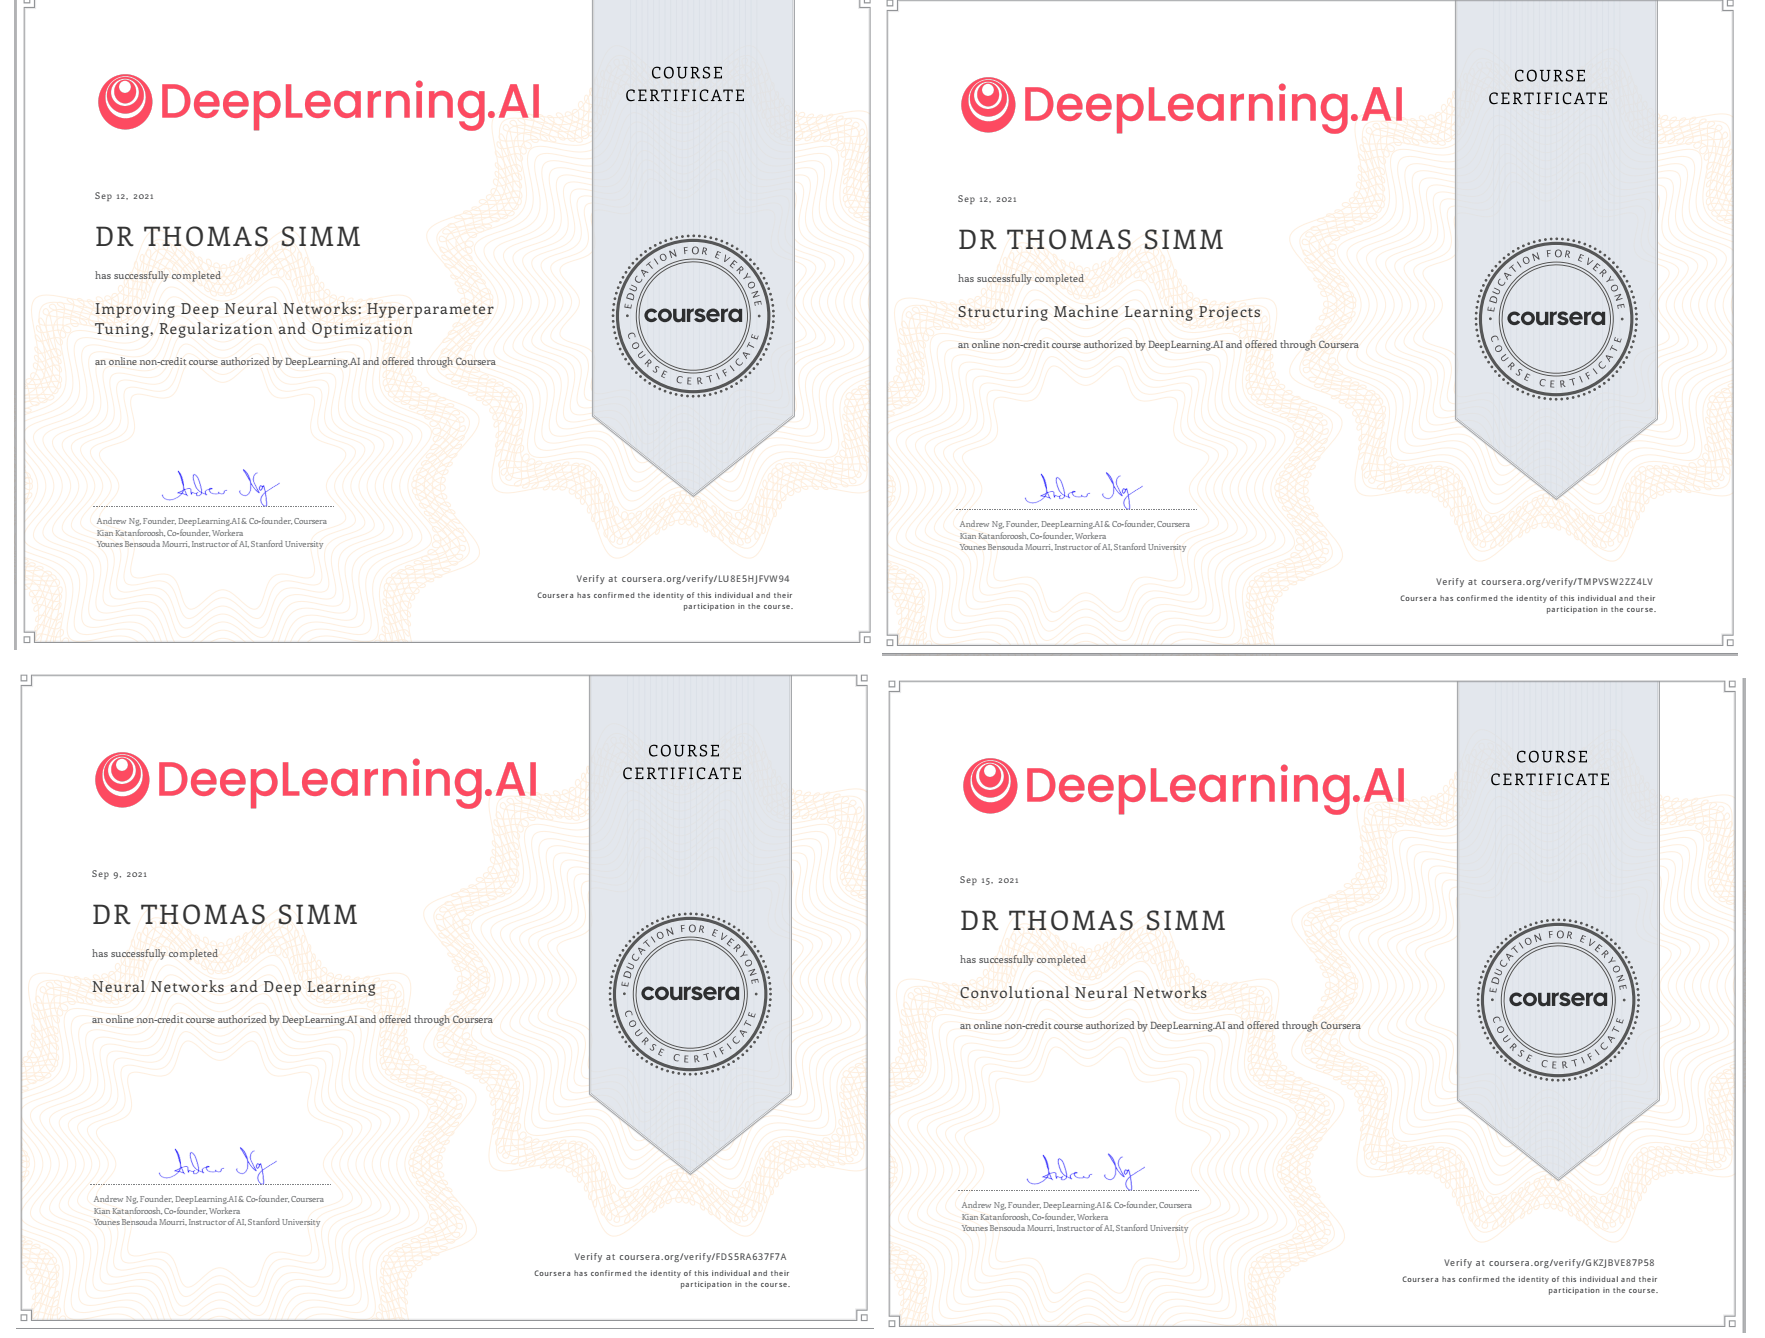 DeepLearning.AI
COURSE
CERTIFICATE
Sep 12, 2021
DR THOMAS SIMM
has successfully completed
Improving Deep Neural Networks: Hyperparameter
Tuning, Regularization and Optimization
an online non-credit course authorized by DeepLearning.AI and offered through Coursera
EDUCATION FOR EVERYONE
coursera
COURSE CERTIFICATE
Andrew Ng
Andrew Ng, Founder, DeepLearning.AI & Co-founder, Coursera
Kian Katanforoosh, Co-founder, Workera
Younes Bensouda Mourri, Instructor of AI, Stanford University
Verify at coursera.org/verify/LU8E5HJFVW94
Coursera has confirmed the identity of this individual and their
participation in the course.
DeepLearning.AI
COURSE
CERTIFICATE
Sep 12, 2021
DR THOMAS SIMM
has successfully completed
Structuring Machine Learning Projects
an online non-credit course authorized by DeepLearning.AI and offered through Coursera
EDUCATION FOR EVERYONE
coursera
COURSE CERTIFICATE
Andrew Ng
Andrew Ng, Founder, DeepLearning.AI & Co-founder, Coursera
Kian Katanforoosh, Co-founder, Workera
Younes Bensouda Mourri, Instructor of AI, Stanford University
Verify at coursera.org/verify/TMPVSW2ZZ4LV
Coursera has confirmed the identity of this individual and their
participation in the course.
DeepLearning.AI
COURSE
CERTIFICATE
Sep 9, 2021
DR THOMAS SIMM
has successfully completed
Neural Networks and Deep Learning
an online non-credit course authorized by DeepLearning.AI and offered through Coursera
EDUCATION FOR EVERYONE
coursera
COURSE CERTIFICATE
Andrew Ng
Andrew Ng, Founder, DeepLearning.AI & Co-founder, Coursera
Kian Katanforoosh, Co-founder, Workera
Younes Bensouda Mourri, Instructor of AI, Stanford University
Verify at coursera.org/verify/FDS5RA637F7A
Coursera has confirmed the identity of this individual and their
participation in the course.
DeepLearning.AI
COURSE
CERTIFICATE
Sep 15, 2021
DR THOMAS SIMM
has successfully completed
Convolutional Neural Networks
an online non-credit course authorized by DeepLearning.AI and offered through Coursera
EDUCATION FOR EVERYONE
coursera
COURSE CERTIFICATE
Andrew Ng
Andrew Ng, Founder, DeepLearning.AI & Co-founder, Coursera
Kian Katanforoosh, Co-founder, Workera
Younes Bensouda Mourri, Instructor of AI, Stanford University
Verify at coursera.org/verify/GKZJBVE87P58
Coursera has confirmed the identity of this individual and their
participation in the course.